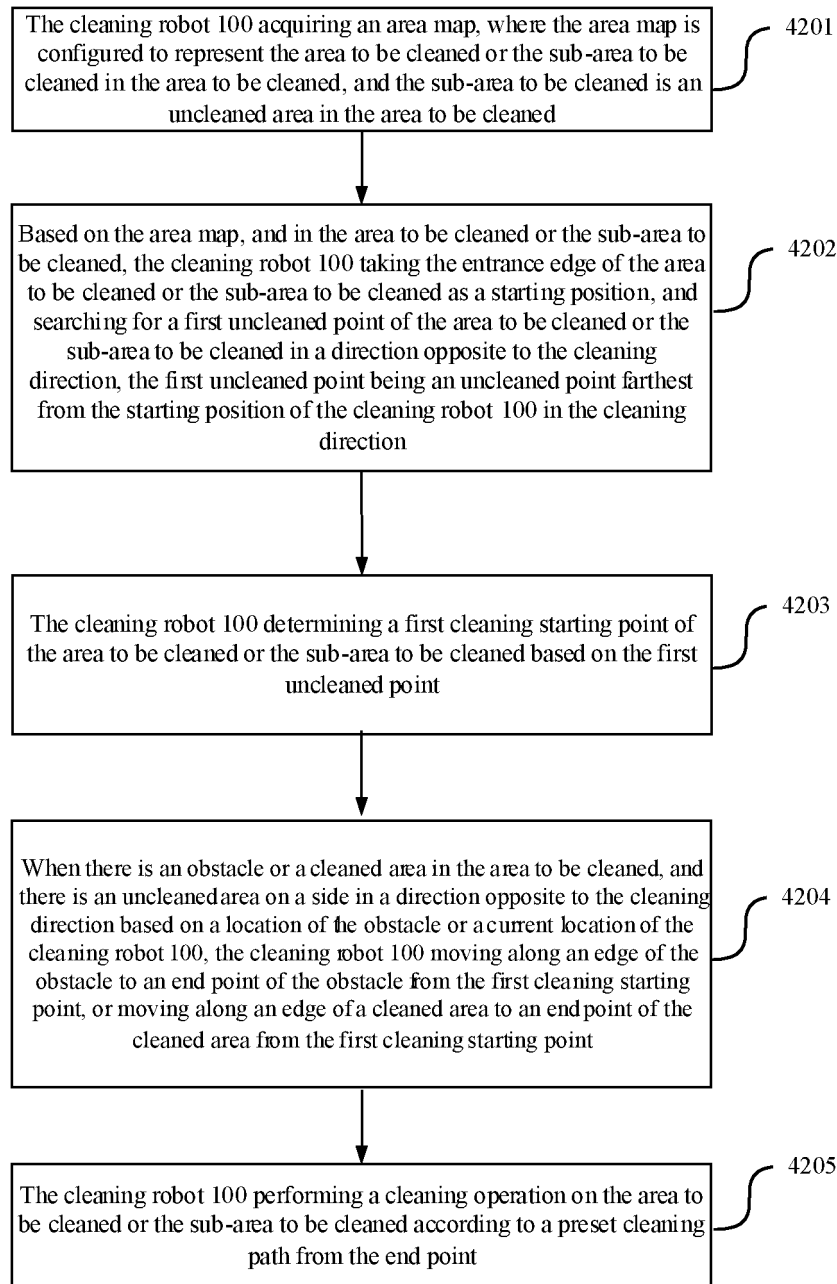 The cleaning robot 100 acquiring an area map, where the area map is
configured to represent the area to be cleaned or the sub-area to be
cleaned in the area to be cleaned, and the sub-area to be cleaned is an
uncleaned area in the area to be cleaned
4201
Based on the area map, and in the area to be cleaned or the sub-area to
be cleaned, the cleaning robot 100 taking the entrance edge of the area
to be cleaned or the sub-area to be cleaned as a starting position, and
searching for a first uncleaned point of the area to be cleaned or the
sub-area to be cleaned in a direction opposite to the cleaning
direction, the first uncleaned point being an uncleaned point farthest
from the starting position of the cleaning robot 100 in the cleaning
direction
4202
The cleaning robot 100 determining a first cleaning starting point of
the area to be cleaned or the sub-area to be cleaned based on the first
uncleaned point
4203
When there is an obstacle or a cleaned area in the area to be cleaned, and
there is an uncleaned area on a side in a direction opposite to the cleaning
direction based on a location of the obstacle or a current location of the
cleaning robot 100, the cleaning robot 100 moving along an edge of the
obstacle to an end point of the obstacle from the first cleaning starting
point, or moving along an edge of a cleaned area to an end point of the
cleaned area from the first cleaning starting point
4204
The cleaning robot 100 performing a cleaning operation on the area to
be cleaned or the sub-area to be cleaned according to a preset cleaning
path from the end point
4205